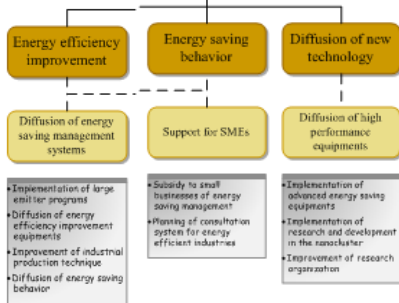 Energy efficiency
improvement
Energy saving
behavior
Diffusion of new
technology
Diffusion of energy
saving management
systems
Support for SMEs
Diffusion of high
performance
equipments
•Implementation of large
emitter programs
•Diffusion of energy
efficiency improvement
equipments
•Improvement of industrial
production technique
•Diffusion of energy saving
behavior
•Subsidy to small
businesses of energy
saving management
•Planning of consultation
system for energy
efficient industries
•Implementation of
advanced energy saving
equipments
•Implementation of
research and development
in the nanocluster
•Improvement of research
organization